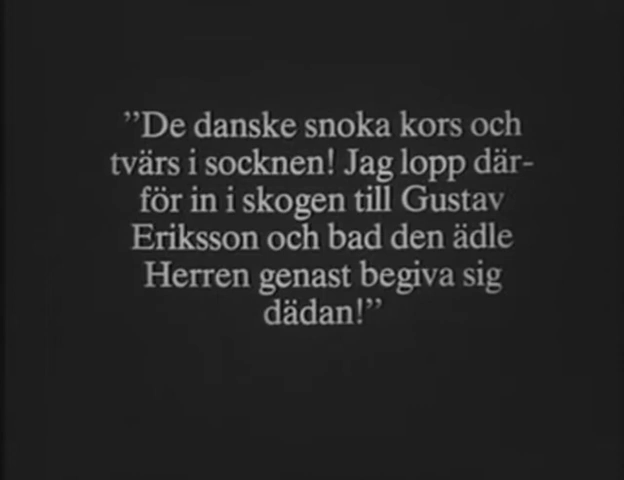 ”De danske snoka kors och
tvärs i socknen! Jag lopp där-
för in i skogen till Gustav
Eriksson och bad den ädle
Herren genast begiva sig
dädan!”